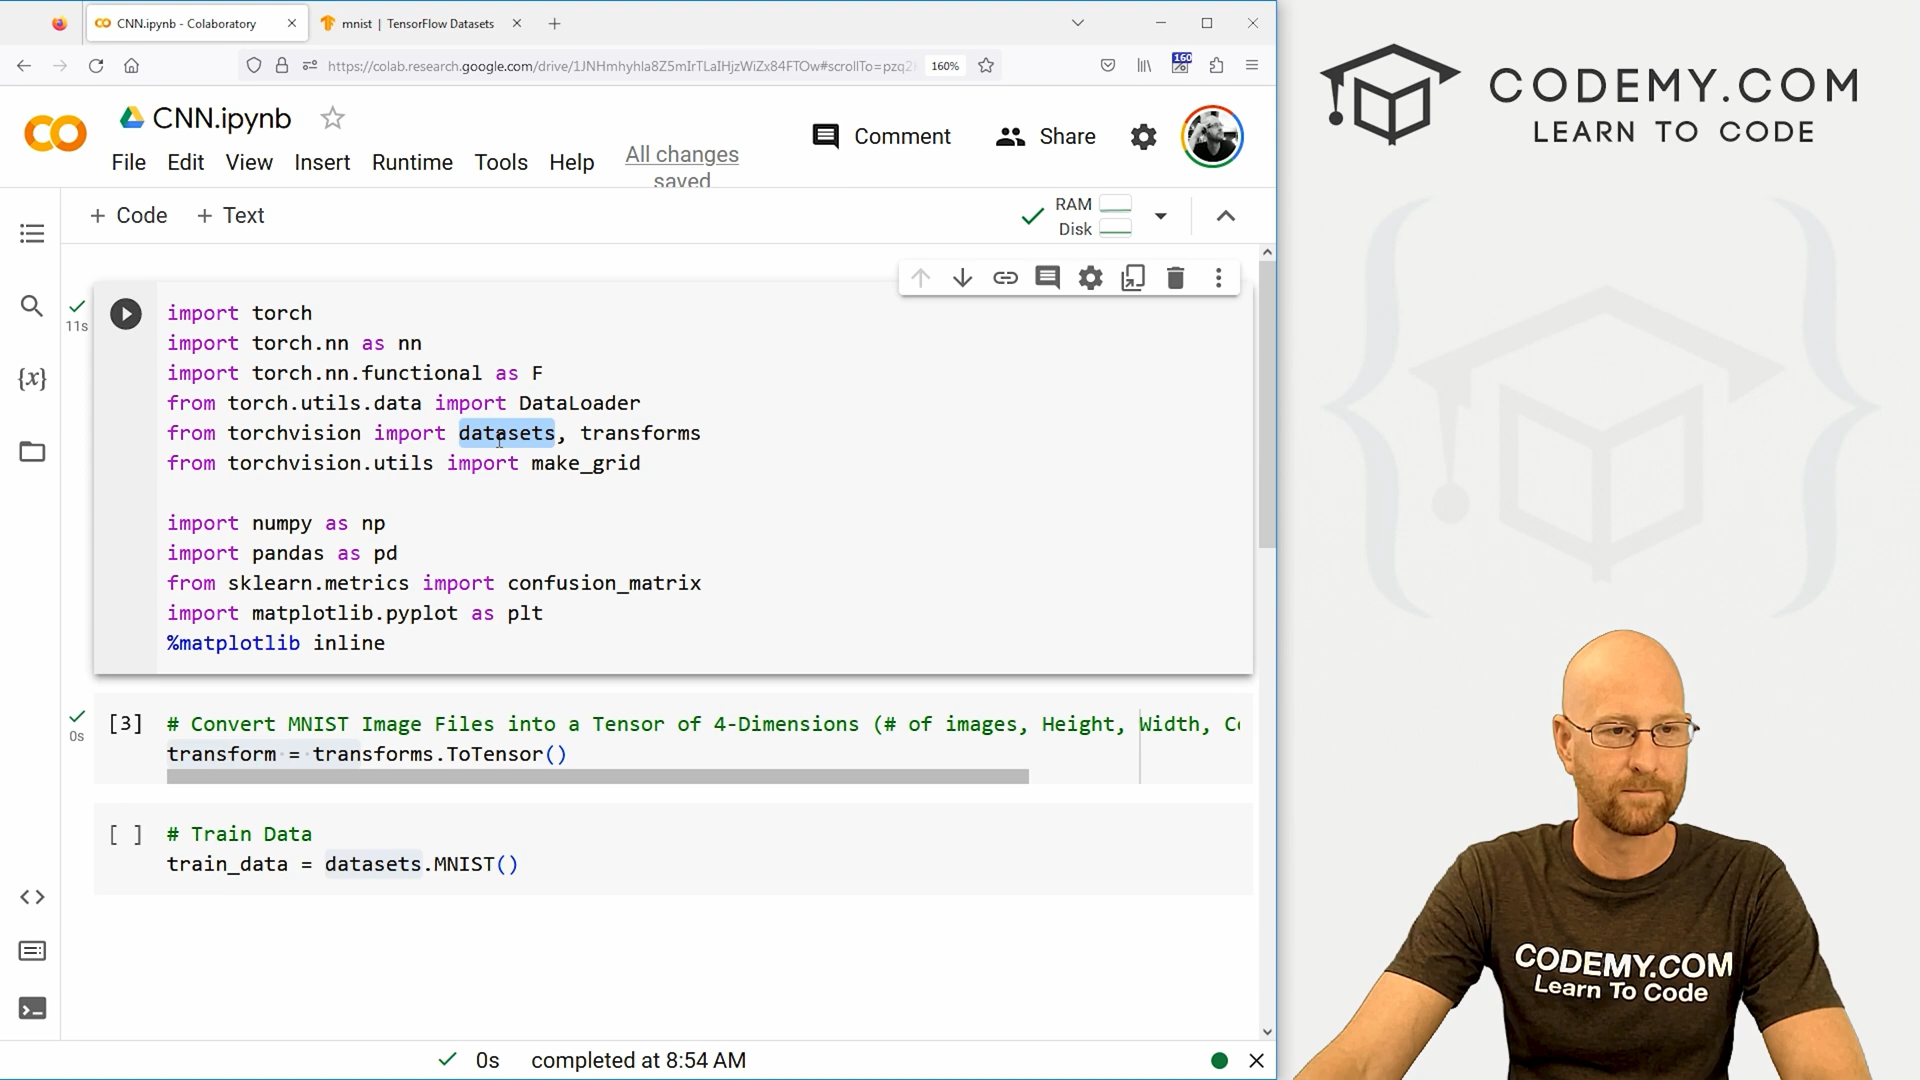 CNN.ipynb - Colaboratory
mnist | TensorFlow Datasets
https://colab.research.google.com/drive/1JNHmhyhla8Z5mIrTLaIHjzWiZx84FTOw#scrollTo=pzq2
160%
160
CNN.ipynb
File Edit View Insert Runtime Tools Help
All changes
saved
Comment
Share
+ Code + Text
RAM
Disk
11s
import torch
import torch.nn as nn
import torch.nn.functional as F
from torch.utils.data import DataLoader
from torchvision import datasets, transforms
from torchvision.utils import make_grid
import numpy as np
import pandas as pd
from sklearn.metrics import confusion_matrix
import matplotlib.pyplot as plt
%matplotlib inline
0s
[3] # Convert MNIST Image Files into a Tensor of 4-Dimensions (# of images, Height, Width, Co
transform = transforms.ToTensor()
[ ] # Train Data
train_data = datasets.MNIST()
0s completed at 8:54 AM
CODEMY.COM
LEARN TO CODE
CODEMY.COM
Learn To Code